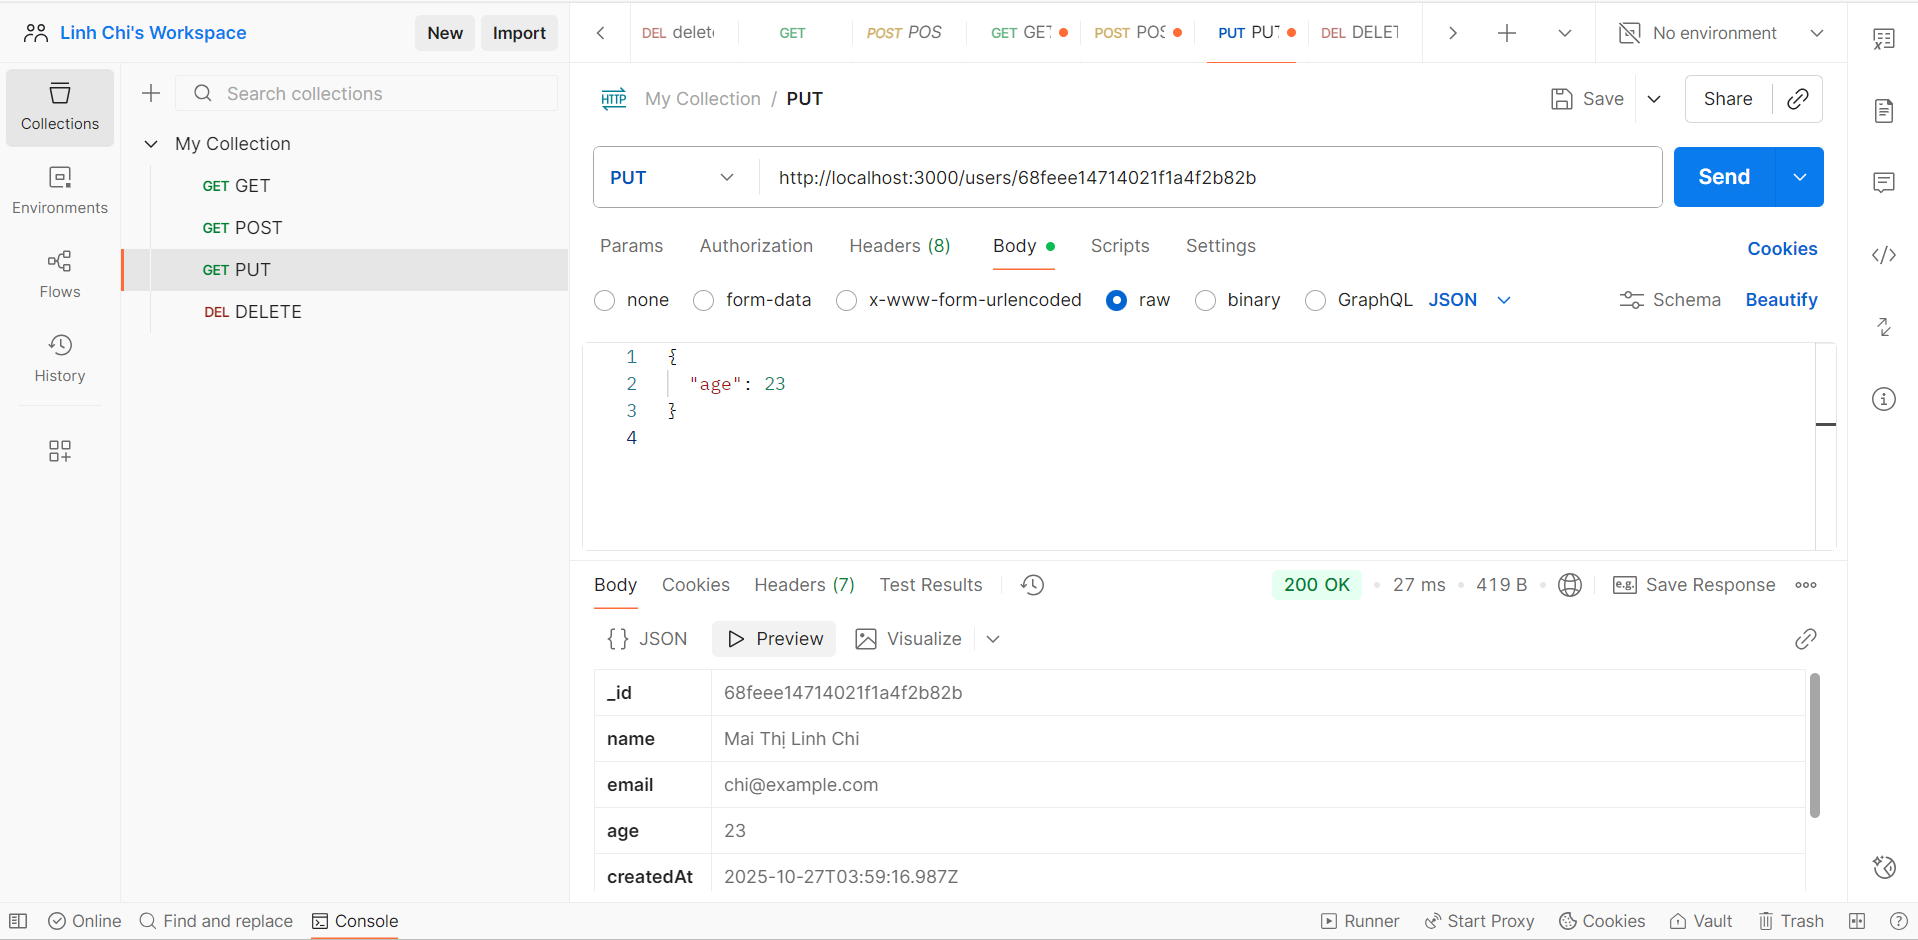 Linh Chi's Workspace
New
Import
DEL delet
GET
POST POS
GET GET
POST POS
PUT PUT
DEL DELET
No environment
Collections
Environments
Flows
History
Search collections
My Collection
GET GET
GET POST
GET PUT
DEL DELETE
HTTP My Collection / PUT
Save
Share
PUT
http://localhost:3000/users/68feee14714021f1a4f2b82b
Send
Params Authorization Headers (8) Body Scripts Settings
Cookies
none form-data x-www-form-urlencoded raw binary GraphQL JSON
Schema Beautify
1 {
2 "age": 23
3 }
4
Body Cookies Headers (7) Test Results
200 OK • 27 ms • 419 B •
e.g. Save Response
{} JSON Preview Visualize
_id 68feee14714021f1a4f2b82b
name Mai Thị Linh Chi
email chi@example.com
age 23
createdAt 2025-10-27T03:59:16.987Z
Online Find and replace Console
Runner Start Proxy Cookies Vault Trash